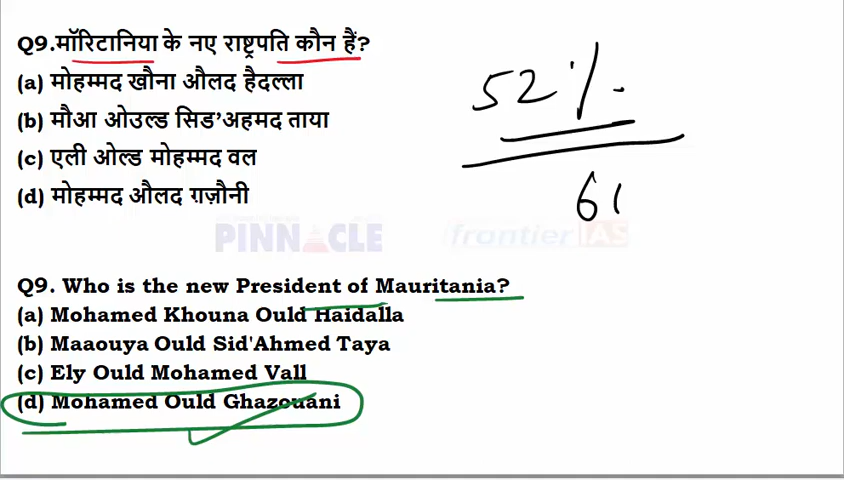 Q9.मॉरिटानिया के नए राष्ट्रपति कौन हैं?
(a) मोहम्मद खौना औलद हैदल्ला
(b) मौआ ओउल्ड सिड'अहमद ताया
(c) एली ओल्ड मोहम्मद वल
(d) मोहम्मद औलद ग़ज़ौनी
52%.
61
PINNACLE
frontier IAS
Q9. Who is the new President of Mauritania?
(a) Mohamed Khouna Ould Haidalla
(b) Maaouya Ould Sid'Ahmed Taya
(c) Ely Ould Mohamed Vall
(d) Mohamed Ould Ghazouani